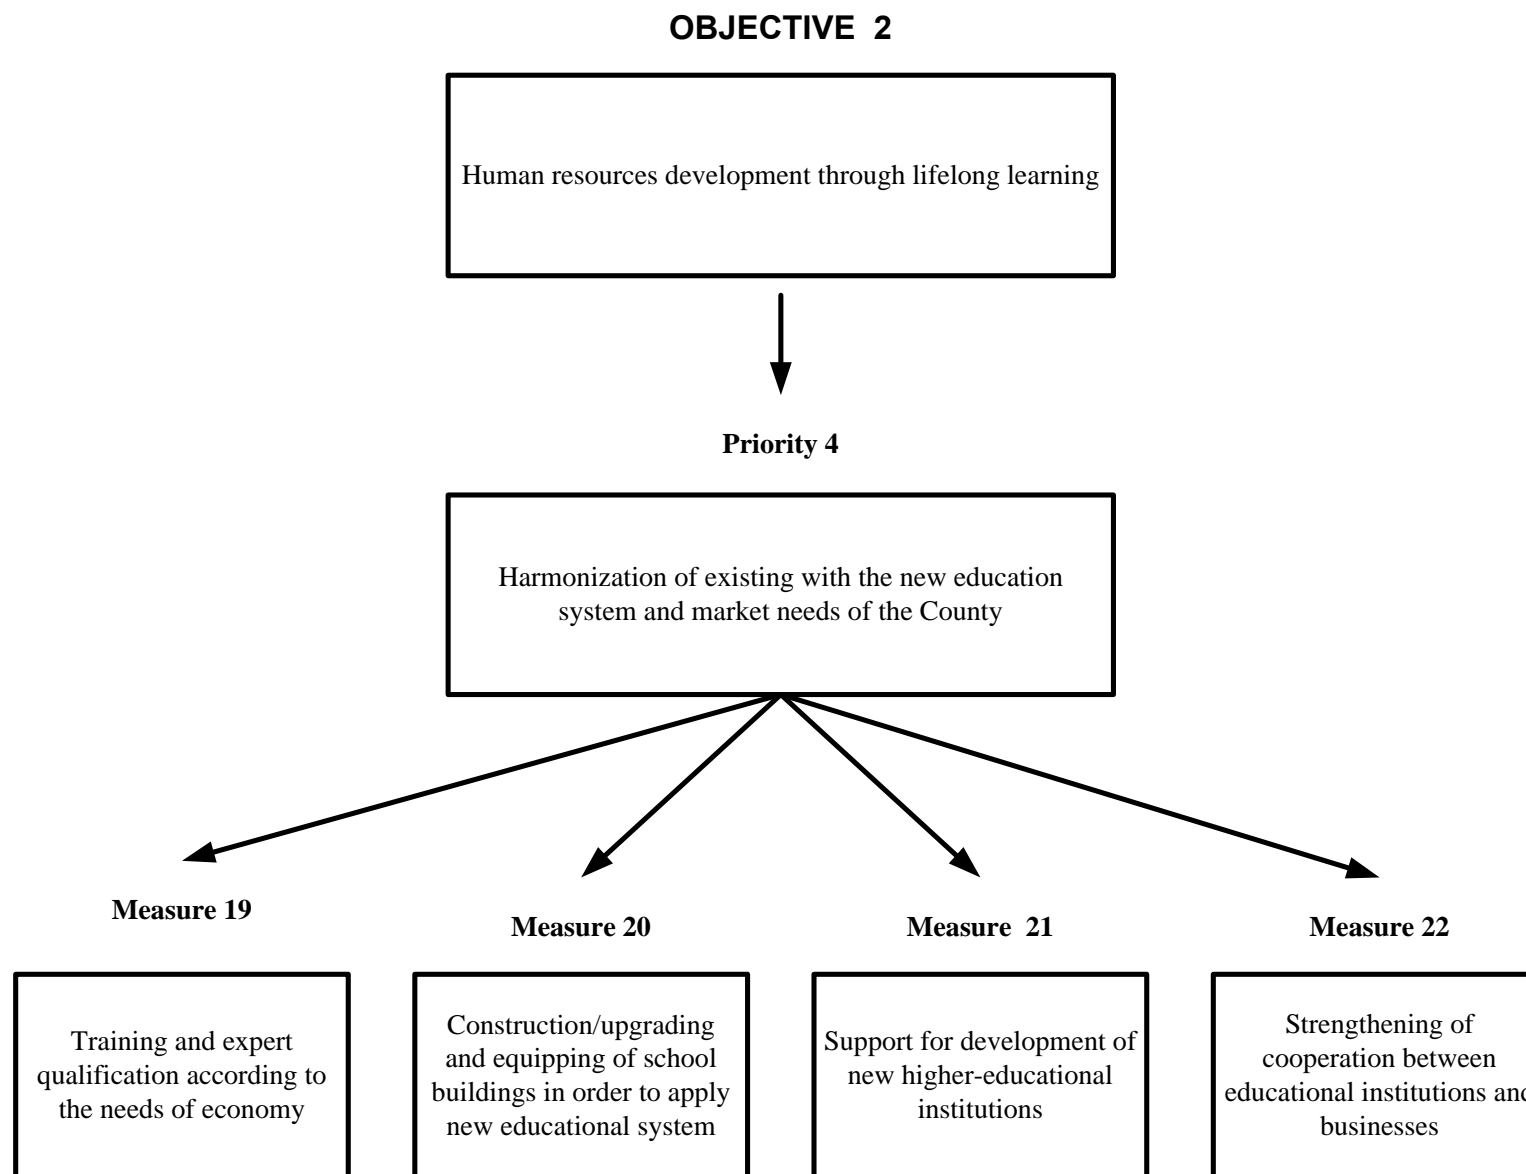 OBJECTIVE 2
Human resources development through lifelong learning
Priority 4
Harmonization of existing with the new education
system and market needs of the County
Measure 19
Measure 20
Measure 21
Measure 22
Training and expert
qualification according to
the needs of economy
Construction/upgrading
and equipping of school
buildings in order to apply
new educational system
Support for development of
new higher-educational
institutions
Strengthening of
cooperation between
educational institutions and
businesses